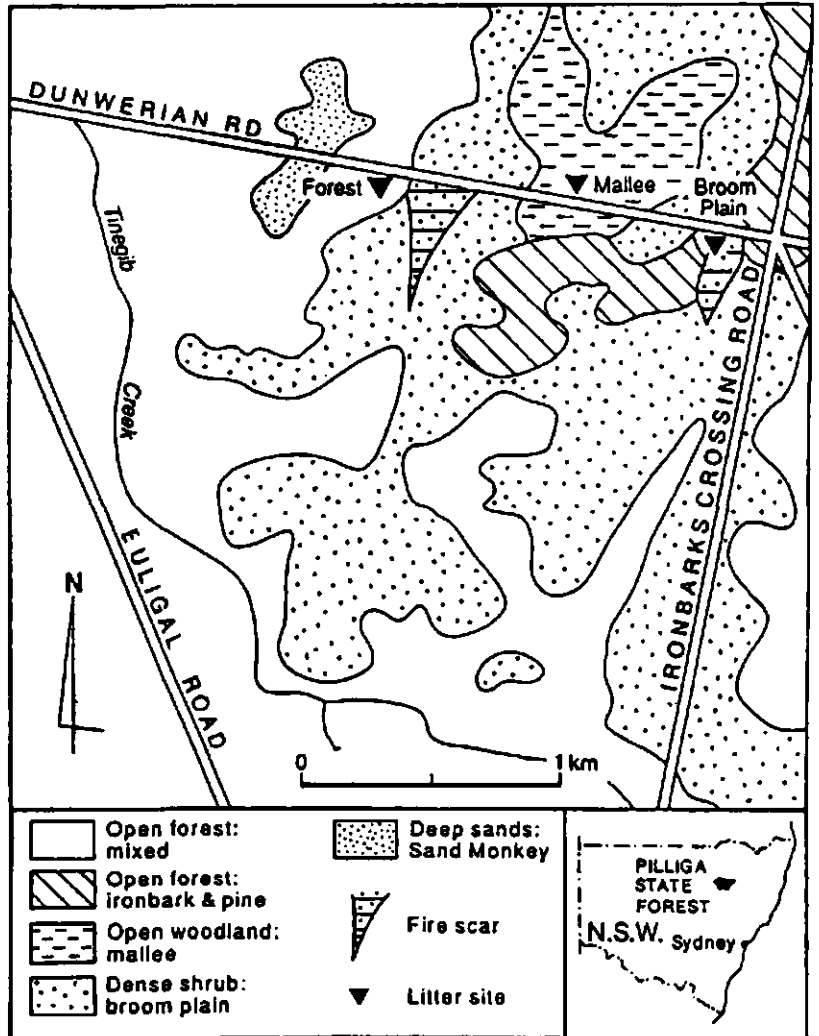 DUNWERIAN RD
Forest
Mallee
Broom
Plain
Tinegib
Creek
EULIGAL ROAD
IRONBARKS CROSSING ROAD
N
0
1 km
Open forest:
mixed
Open forest:
ironbark & pine
Open woodland:
mallee
Dense shrub:
broom plain
Deep sands:
Sand Monkey
Fire scar
Litter site
PILLIGA
STATE
FOREST
N.S.W.
Sydney